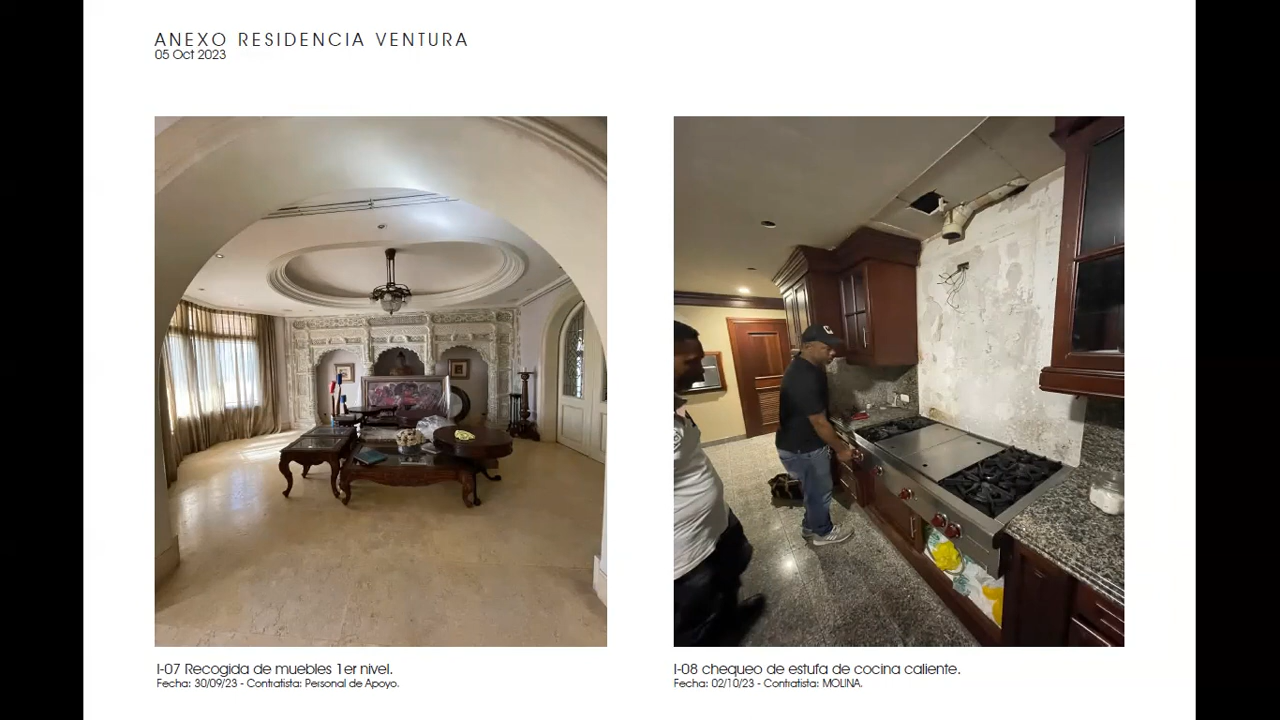 ANEXO RESIDENCIA VENTURA
05 Oct 2023
I-07 Recogida de muebles 1er nivel.
Fecha: 30/09/23 - Contratista: Personal de Apoyo.
I-08 chequeo de estufa de cocina caliente.
Fecha: 02/10/23 - Contratista: MOLINA.